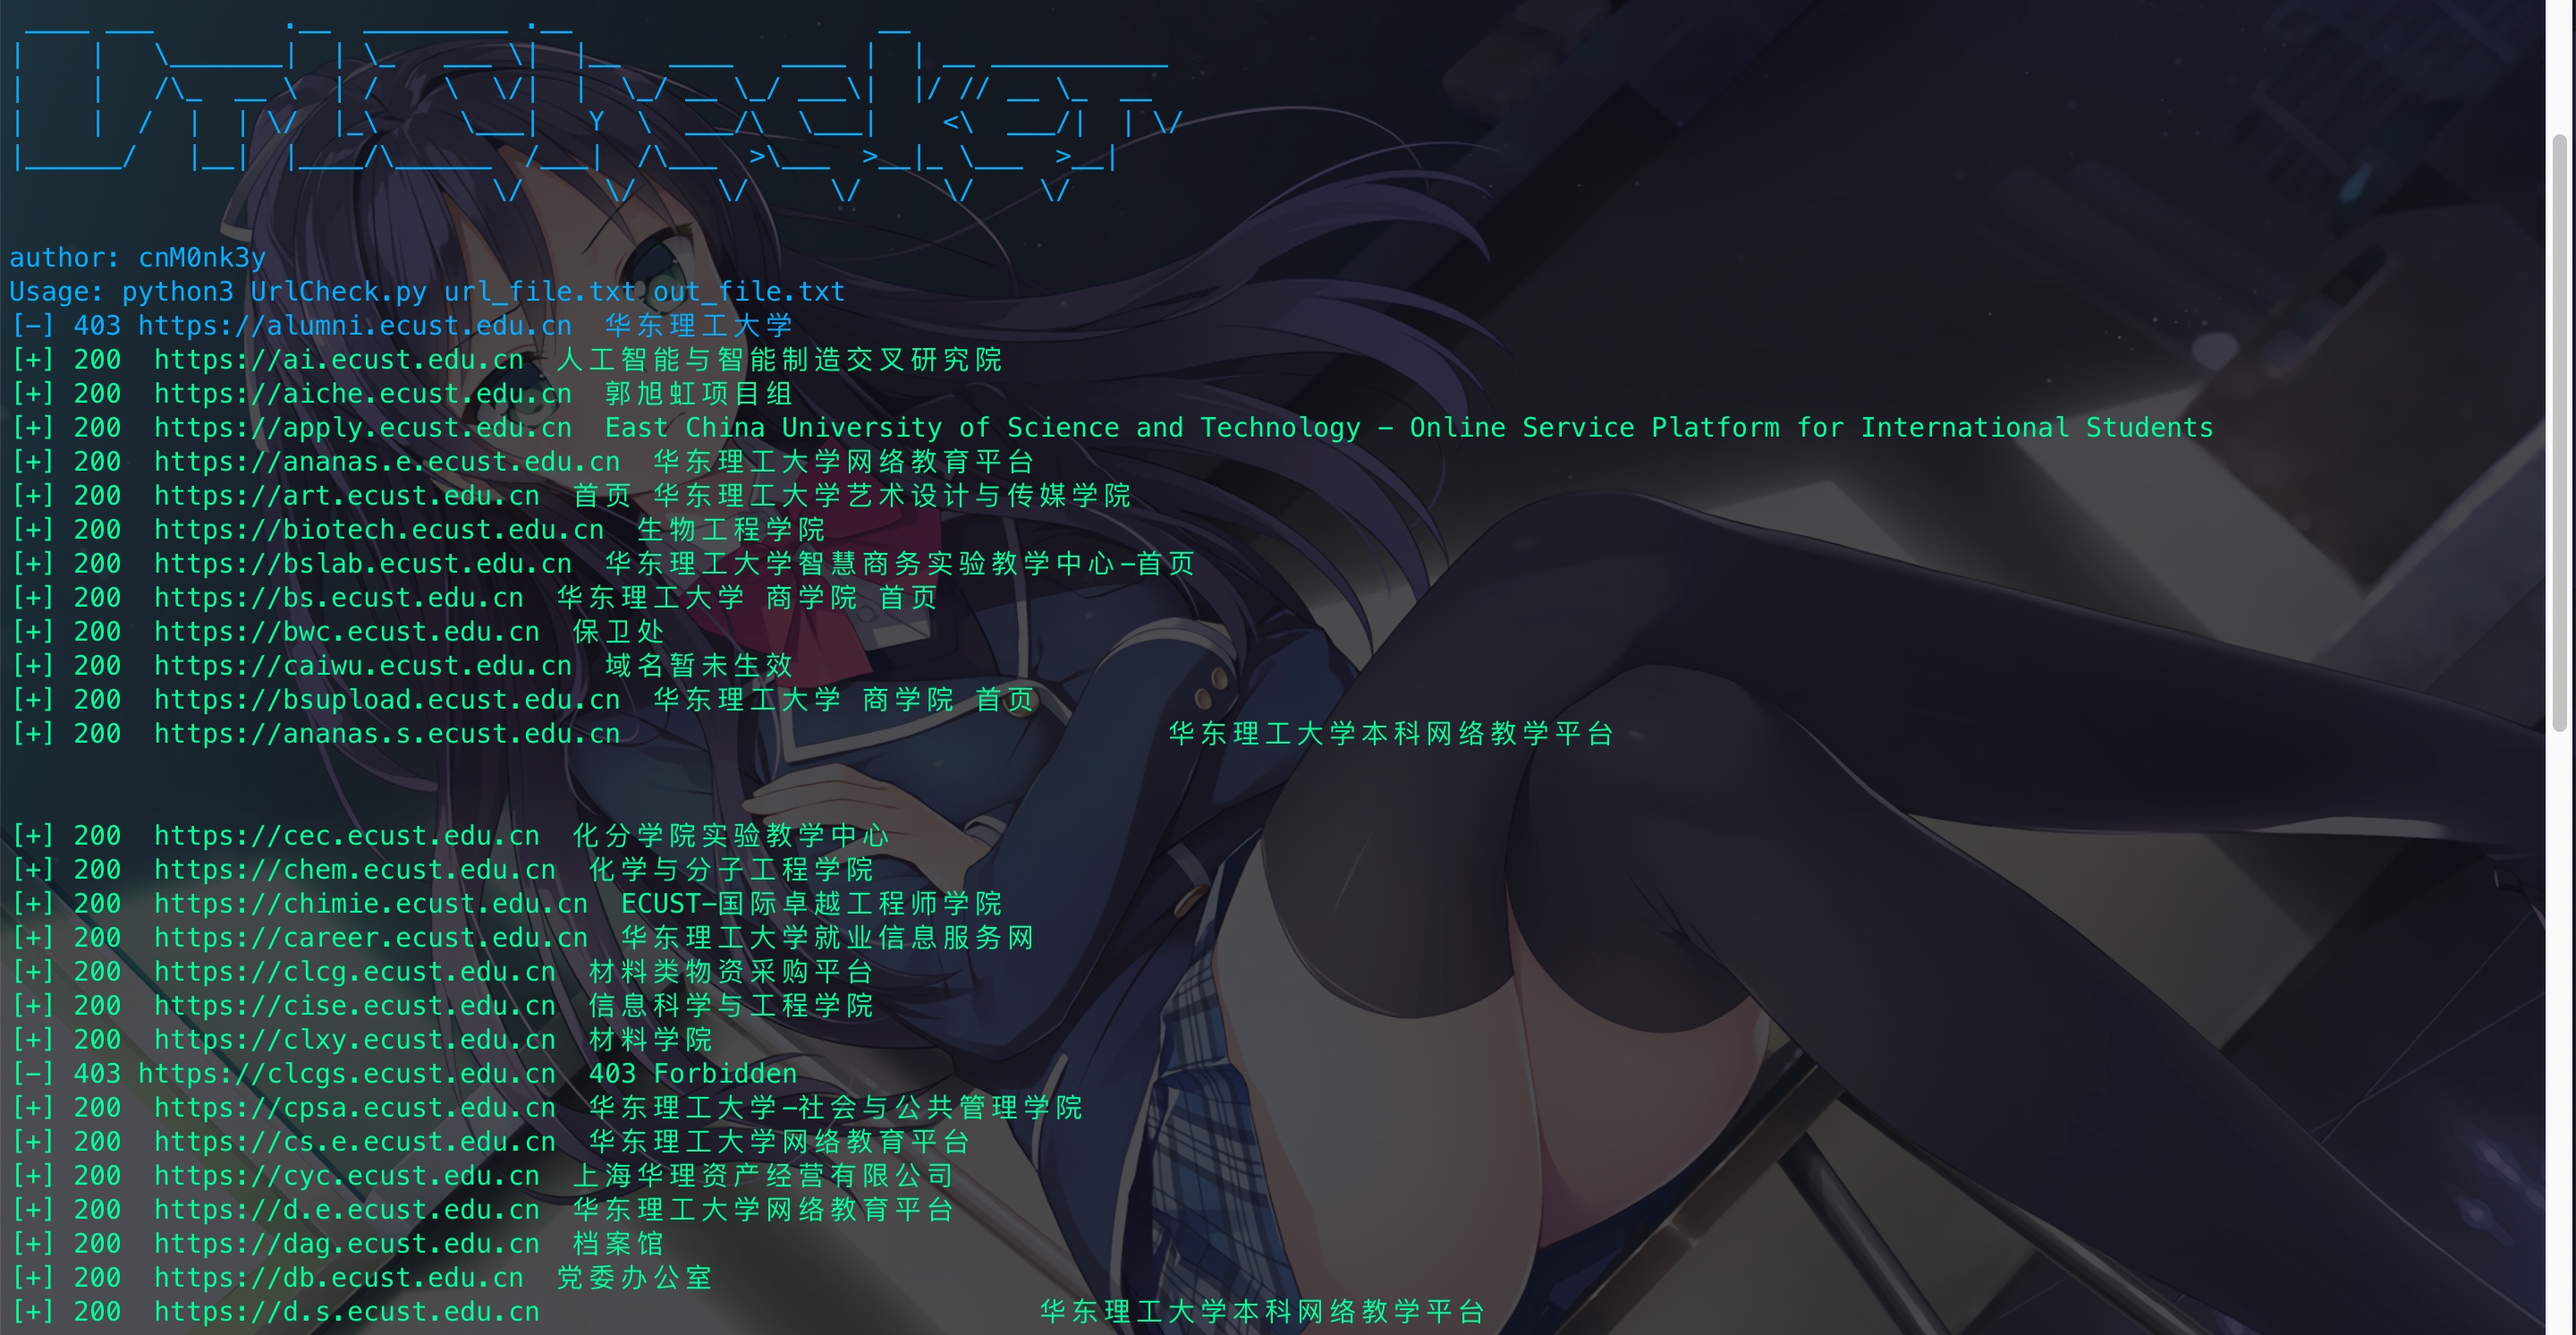 author: cnM0nk3y
Usage: python3 UrlCheck.py url_file.txt out_file.txt
[-] 403 https://alumni.ecust.edu.cn  华东理工大学
[+] 200  https://ai.ecust.edu.cn  人工智能与智能制造交叉研究院
[+] 200  https://aiche.ecust.edu.cn  郭旭虹项目组
[+] 200  https://apply.ecust.edu.cn  East China University of Science and Technology - Online Service Platform for International Students
[+] 200  https://ananas.e.ecust.edu.cn  华东理工大学网络教育平台
[+] 200  https://art.ecust.edu.cn  首页 华东理工大学艺术设计与传媒学院
[+] 200  https://biotech.ecust.edu.cn  生物工程学院
[+] 200  https://bslab.ecust.edu.cn  华东理工大学智慧商务实验教学中心-首页
[+] 200  https://bs.ecust.edu.cn  华东理工大学 商学院 首页
[+] 200  https://bwc.ecust.edu.cn  保卫处
[+] 200  https://caiwu.ecust.edu.cn  域名暂未生效
[+] 200  https://bsupload.ecust.edu.cn  华东理工大学 商学院 首页
[+] 200  https://ananas.s.ecust.edu.cn  华东理工大学本科网络教学平台
[+] 200  https://cec.ecust.edu.cn  化分学院实验教学中心
[+] 200  https://chem.ecust.edu.cn  化学与分子工程学院
[+] 200  https://chimie.ecust.edu.cn  ECUST-国际卓越工程师学院
[+] 200  https://career.ecust.edu.cn  华东理工大学就业信息服务网
[+] 200  https://clcg.ecust.edu.cn  材料类物资采购平台
[+] 200  https://cise.ecust.edu.cn  信息科学与工程学院
[+] 200  https://clxy.ecust.edu.cn  材料学院
[-] 403 https://clcgs.ecust.edu.cn  403 Forbidden
[+] 200  https://cpsa.ecust.edu.cn  华东理工大学-社会与公共管理学院
[+] 200  https://cs.e.ecust.edu.cn  华东理工大学网络教育平台
[+] 200  https://cyc.ecust.edu.cn  上海华理资产经营有限公司
[+] 200  https://d.e.ecust.edu.cn  华东理工大学网络教育平台
[+] 200  https://dag.ecust.edu.cn  档案馆
[+] 200  https://db.ecust.edu.cn  党委办公室
[+] 200  https://d.s.ecust.edu.cn  华东理工大学本科网络教学平台